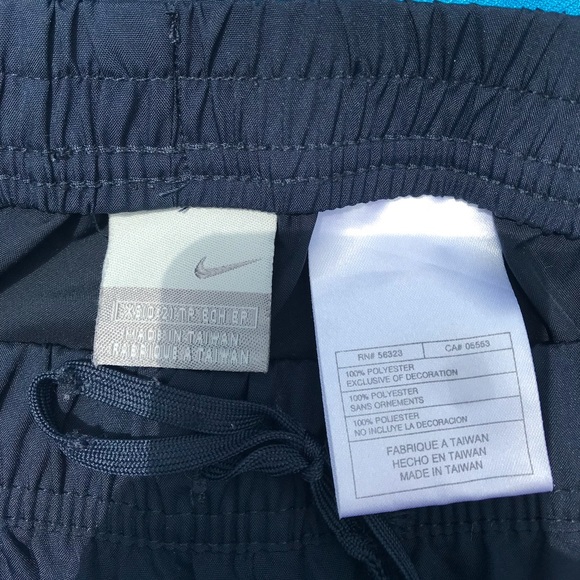 MADE IN TAIWAN
FABRIQUE A TAIWAN
RN# 56323 CA# 05553
100% POLYESTER
EXCLUSIVE OF DECORATION
100% POLYESTER
SANS ORNEMENTS
100% POLIESTER
NO INCLUYE LA DECORACION
FABRIQUE A TAIWAN
HECHO EN TAIWAN
MADE IN TAIWAN